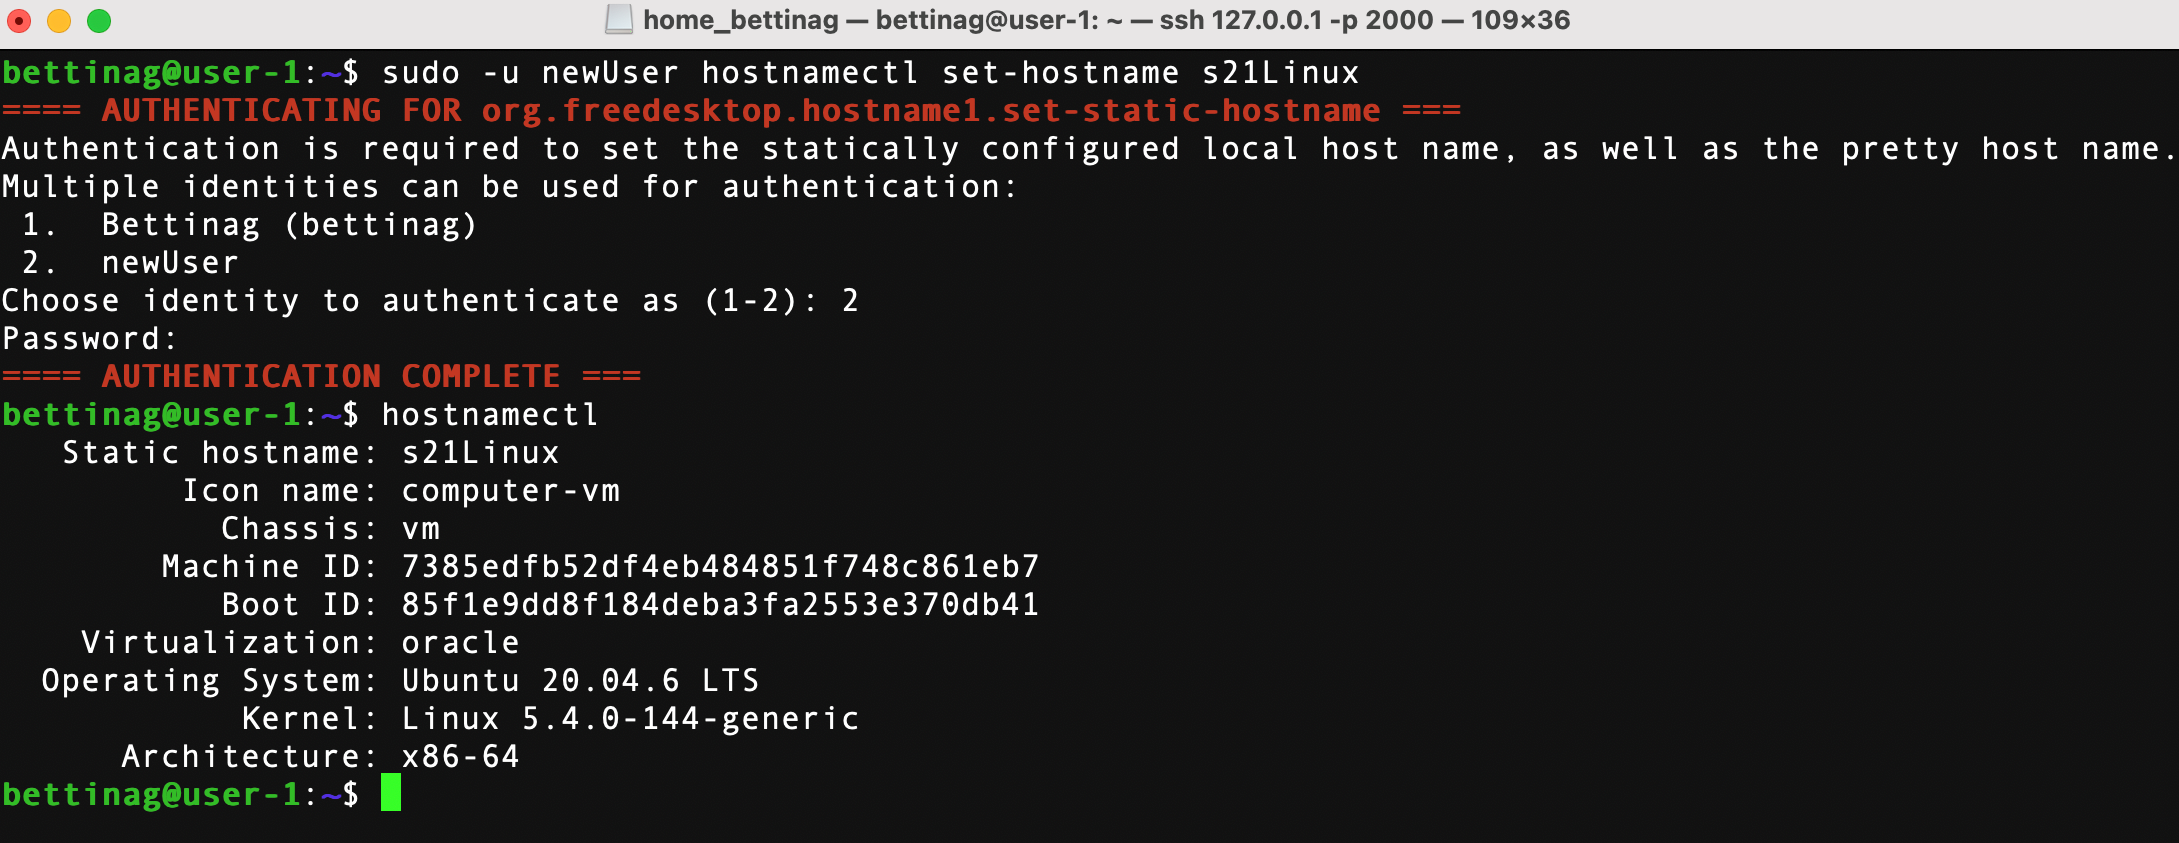 home_bettinag — bettinag@user-1: ~ — ssh 127.0.0.1 -p 2000 — 109×36
bettinag@user-1:~$ sudo -u newUser hostnamectl set-hostname s21Linux
==== AUTHENTICATING FOR org.freedesktop.hostname1.set-static-hostname ===
Authentication is required to set the statically configured local host name, as well as the pretty host name.
Multiple identities can be used for authentication:
 1.  Bettinag (bettinag)
 2.  newUser
Choose identity to authenticate as (1-2): 2
Password:
==== AUTHENTICATION COMPLETE ===
bettinag@user-1:~$ hostnamectl
   Static hostname: s21Linux
         Icon name: computer-vm
           Chassis: vm
        Machine ID: 7385edfb52df4eb484851f748c861eb7
           Boot ID: 85f1e9dd8f184deba3fa2553e370db41
    Virtualization: oracle
  Operating System: Ubuntu 20.04.6 LTS
            Kernel: Linux 5.4.0-144-generic
      Architecture: x86-64
bettinag@user-1:~$